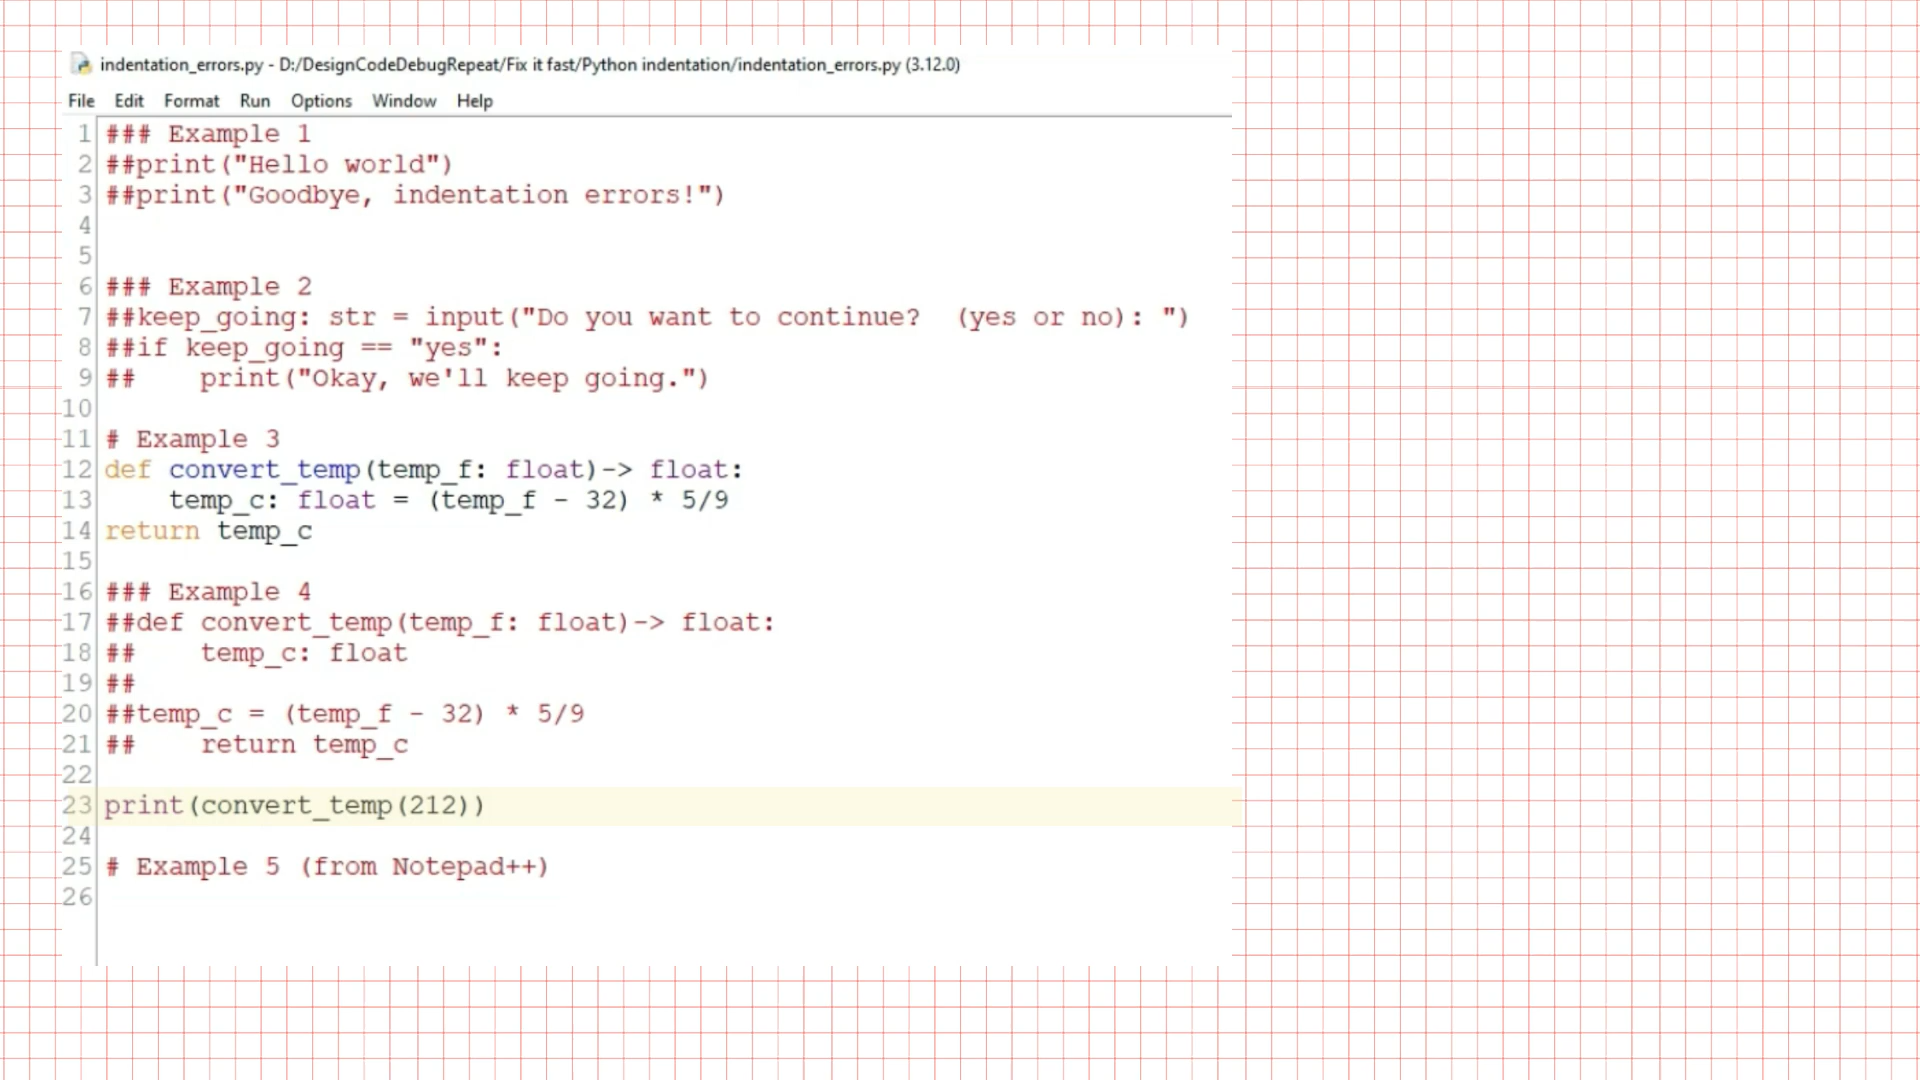 indentation_errors.py - D:/DesignCodeDebugRepeat/Fix it fast/Python indentation/indentation_errors.py (3.12.0)
File Edit Format Run Options Window Help
1 ### Example 1
2 ##print("Hello world")
3 ##print("Goodbye, indentation errors!")
4
5
6 ### Example 2
7 ##keep_going: str = input("Do you want to continue?  (yes or no): ")
8 ##if keep_going == "yes":
9 ##    print("Okay, we'll keep going.")
10
11 # Example 3
12 def convert_temp(temp_f: float)-> float:
13     temp_c: float = (temp_f - 32) * 5/9
14 return temp_c
15
16 ### Example 4
17 ##def convert_temp(temp_f: float)-> float:
18 ##    temp_c: float
19 ##
20 ##temp_c = (temp_f - 32) * 5/9
21 ##    return temp_c
22
23 print(convert_temp(212))
24
25 # Example 5 (from Notepad++)
26